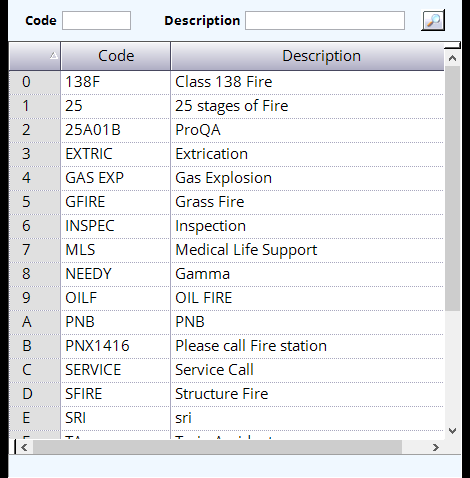 Code Description
Code Description
0 138F Class 138 Fire
1 25 25 stages of Fire
2 25A01B ProQA
3 EXTRIC Extrication
4 GAS EXP Gas Explosion
5 GFIRE Grass Fire
6 INSPEC Inspection
7 MLS Medical Life Support
8 NEEDY Gamma
9 OILF OIL FIRE
A PNB PNB
B PNX1416 Please call Fire station
C SERVICE Service Call
D SFIRE Structure Fire
E SRI sri